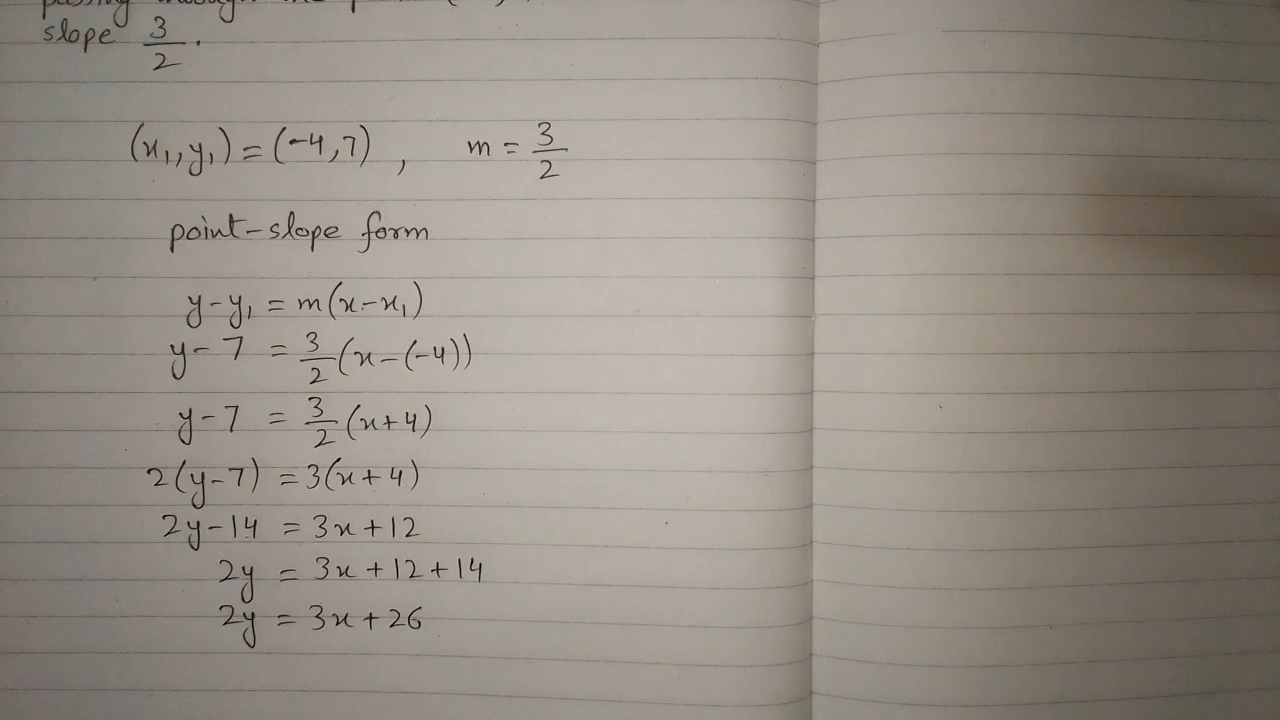 slope 3/2.
(x₁, y₁) = (-4, 7) , m = 3/2
point-slope form
y - y₁ = m(x - x₁)
y - 7 = 3/2 (x - (-4))
y - 7 = 3/2 (x + 4)
2(y - 7) = 3(x + 4)
2y - 14 = 3x + 12
2y = 3x + 12 + 14
2y = 3x + 26